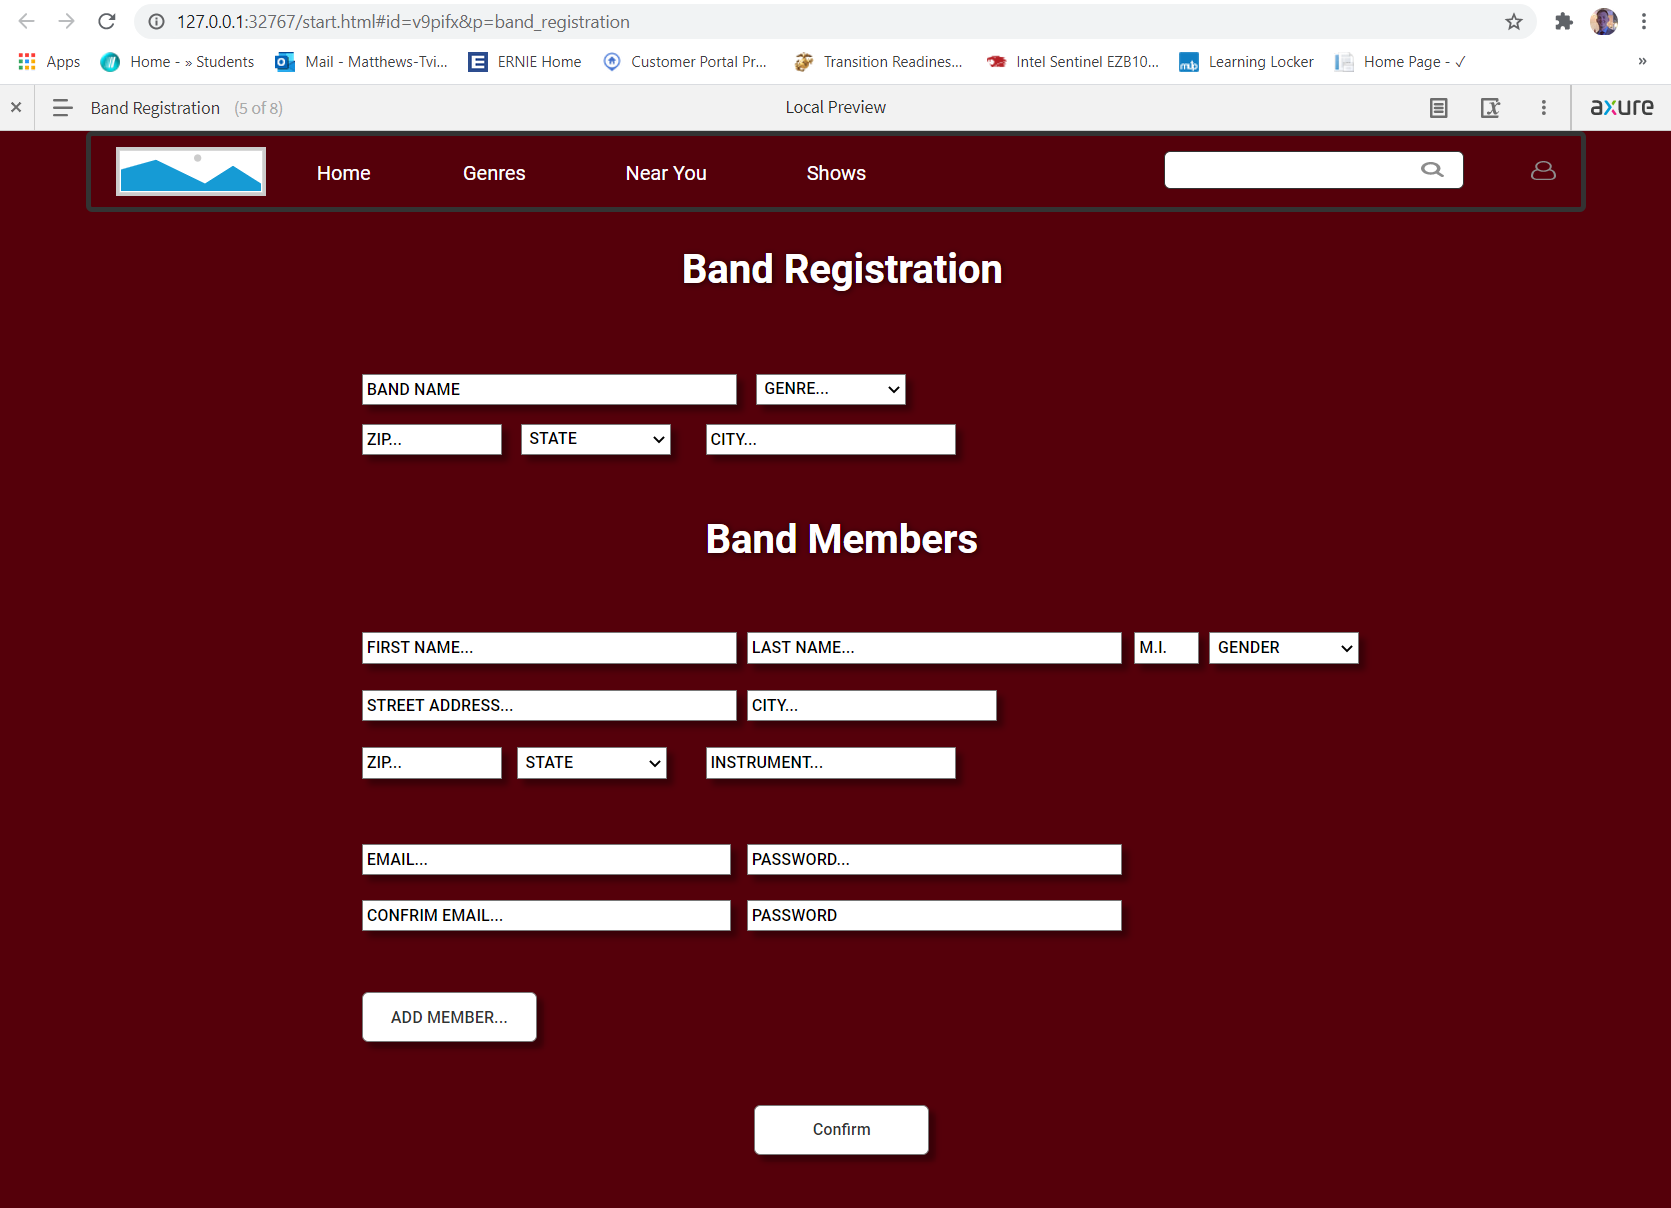 127.0.0.1:32767/start.html#id=v9pifx&p=band_registration
Apps Home - » Students Mail - Matthews-Tvi... ERNIE Home Customer Portal Pr... Transition Readines... Intel Sentinel EZB10... mub Learning Locker Home Page - ✓ »
Band Registration (5 of 8) Local Preview axure
Home Genres Near You Shows
Band Registration
BAND NAME GENRE...
ZIP... STATE CITY...
Band Members
FIRST NAME... LAST NAME... M.I. GENDER
STREET ADDRESS... CITY...
ZIP... STATE INSTRUMENT...
EMAIL... PASSWORD...
CONFRIM EMAIL... PASSWORD
ADD MEMBER...
Confirm